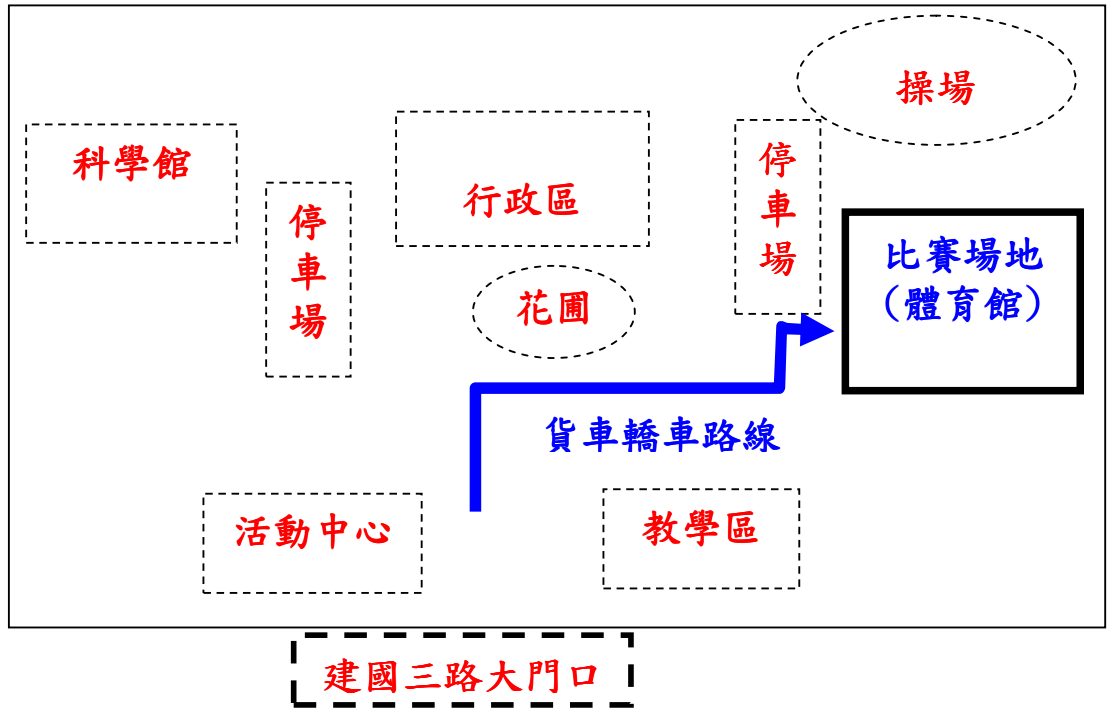 操場
科學館
停車場
行政區
停車場
比賽場地
(體育館)
花圃
貨車轎車路線
活動中心
教學區
建國三路大門口